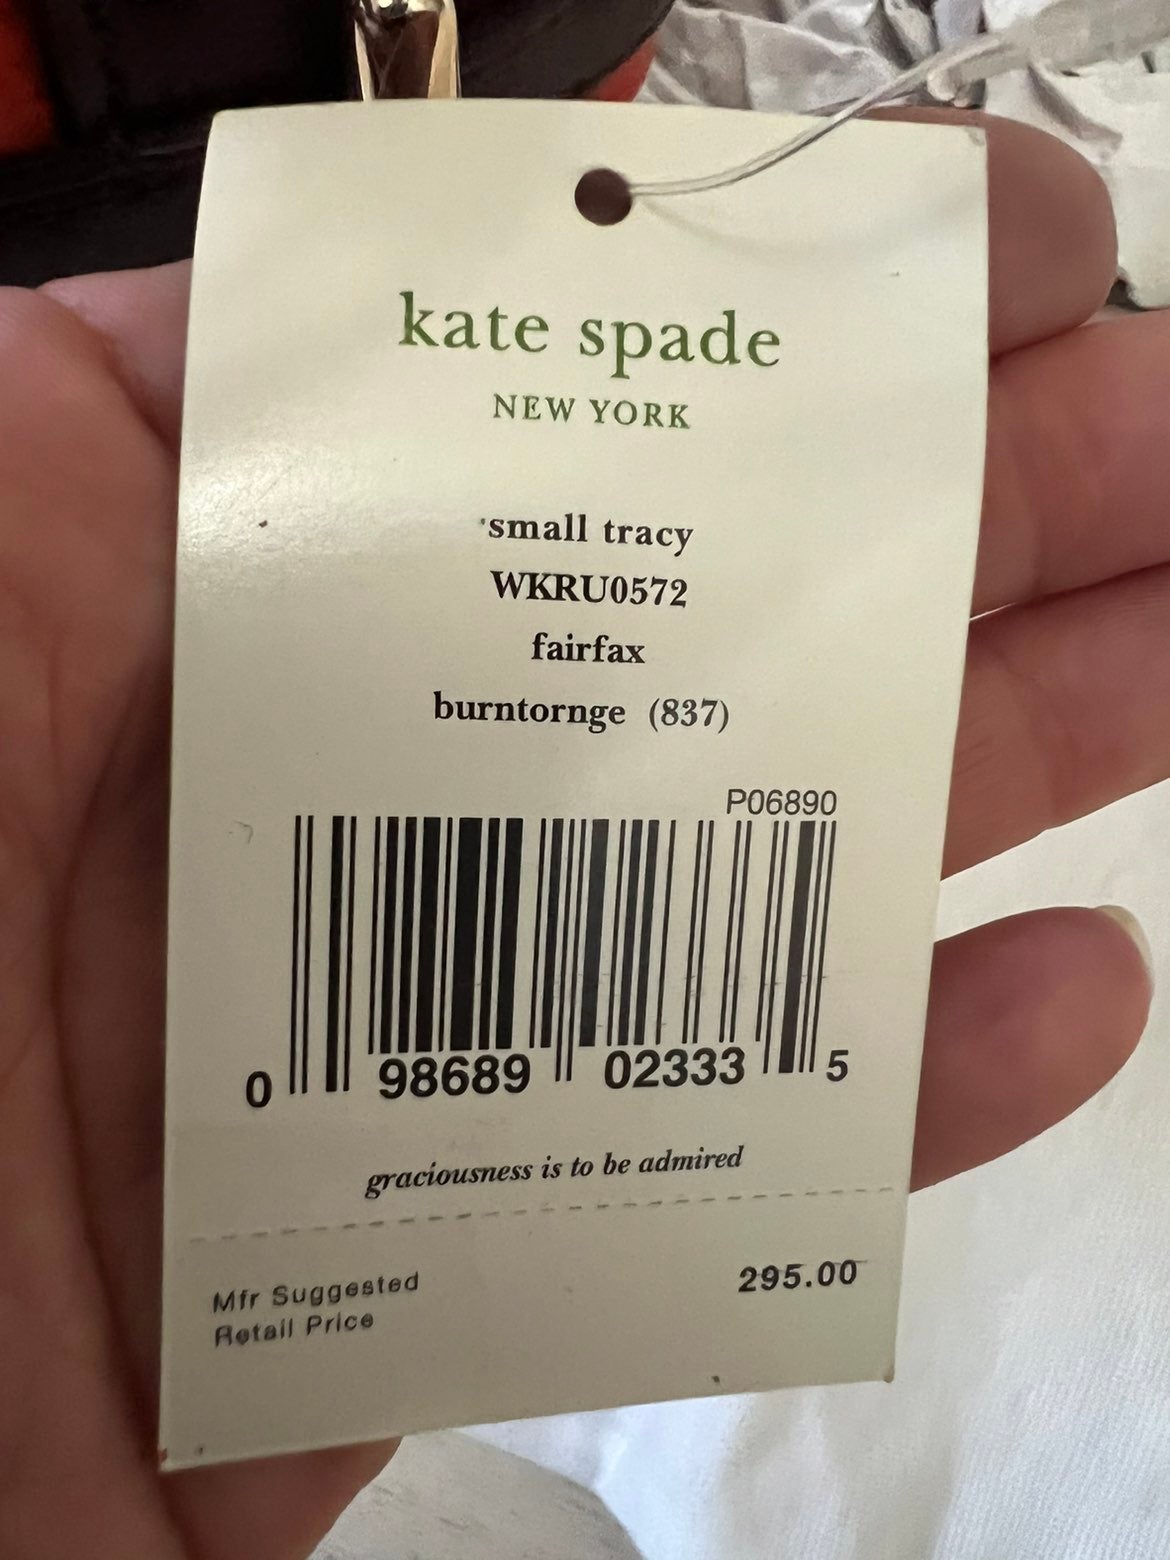 kate spade
NEW YORK
small tracy
WKRU0572
fairfax
burntornge (837)
P06890
0 98689 02333 5
graciousness is to be admired
Mfr Suggested 295.00
Retail Price